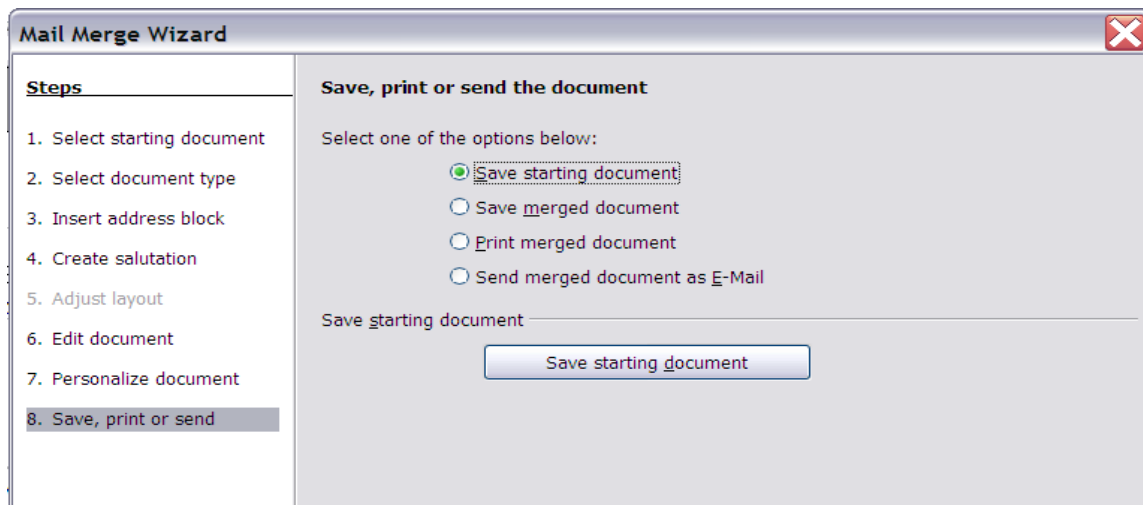 Mail Merge Wizard
Steps
1. Select starting document
2. Select document type
3. Insert address block
4. Create salutation
5. Adjust layout
6. Edit document
7. Personalize document
8. Save, print or send
Save, print or send the document
Select one of the options below:
Save starting document
Save merged document
Print merged document
Send merged document as E-Mail
Save starting document
Save starting document